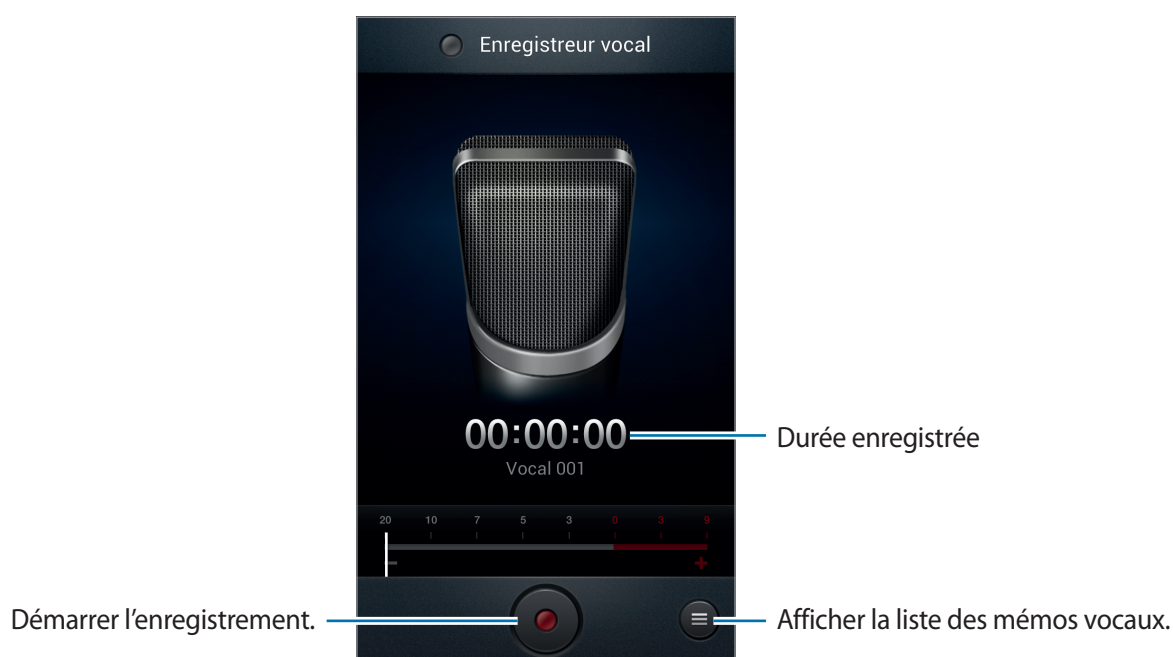 Enregistreur vocal
00:00:00
Durée enregistrée
Vocal 001
20 10 7 5 3 0 3 9
- +
Démarrer l'enregistrement.
Afficher la liste des mémos vocaux.